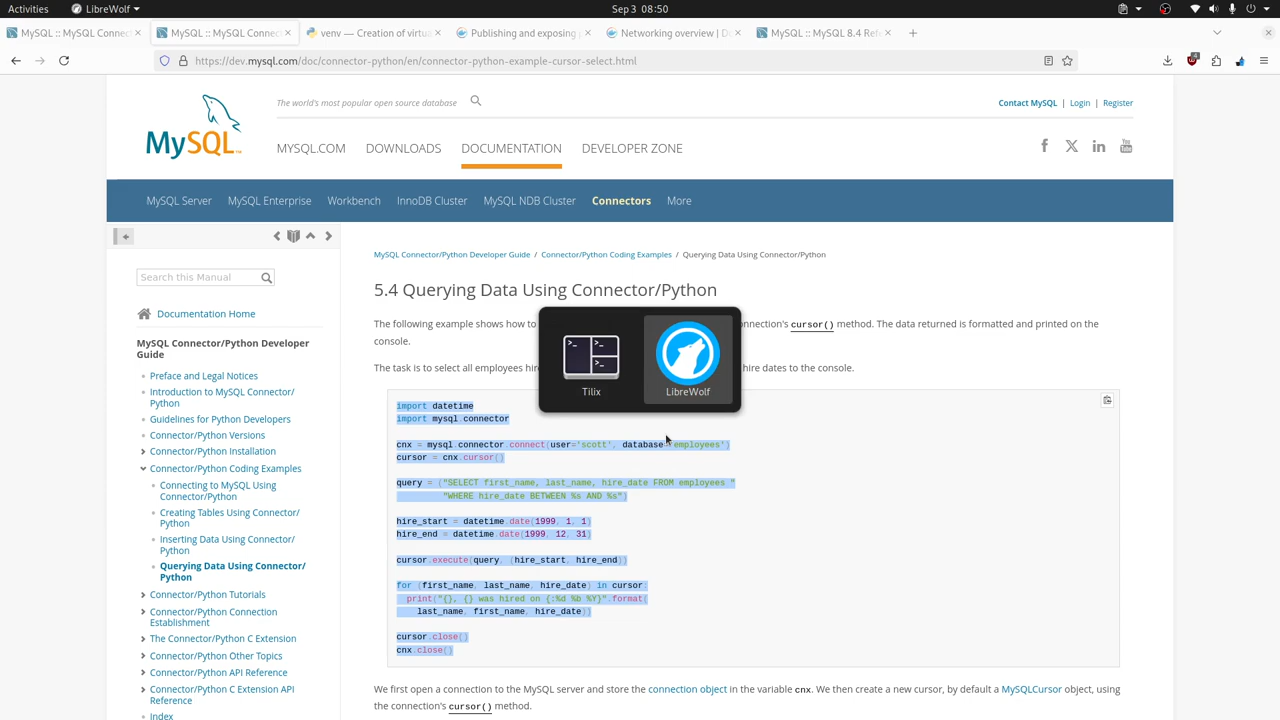 Activities LibreWolf Sep 3 08:50
MySQL :: MySQL Connect MySQL :: MySQL Conn venv — Creation of virtua Publishing and exposing Networking overview | Do MySQL :: MySQL 8.4 Ref
https://dev.mysql.com/doc/connector-python/en/connector-python-example-cursor-select.html
MySQL
The world's most popular open source database
Contact MySQL | Login | Register
MYSQL.COM DOWNLOADS DOCUMENTATION DEVELOPER ZONE
MySQL Server MySQL Enterprise Workbench InnoDB Cluster MySQL NDB Cluster Connectors More
Search this Manual
Documentation Home
MySQL Connector/Python Developer
Guide
Preface and Legal Notices
Introduction to MySQL Connector/
Python
Guidelines for Python Developers
Connector/Python Versions
Connector/Python Installation
Connector/Python Coding Examples
Connecting to MySQL Using
Connector/Python
Creating Tables Using Connector/
Python
Inserting Data Using Connector/
Python
Querying Data Using Connector/
Python
Connector/Python Tutorials
Connector/Python Connection
Establishment
The Connector/Python C Extension
Connector/Python Other Topics
Connector/Python API Reference
Connector/Python C Extension API
Reference
Index
MySQL Connector/Python Developer Guide / Connector/Python Coding Examples / Querying Data Using Connector/Python
5.4 Querying Data Using Connector/Python
The following example shows how to onnection's cursor() method. The data returned is formatted and printed on the
console.
The task is to select all employees hire hire dates to the console.
Tilix LibreWolf
import datetime
import mysql.connector
cnx = mysql.connector.connect(user='scott', database='employees')
cursor = cnx.cursor()
query = ("SELECT first_name, last_name, hire_date FROM employees "
"WHERE hire_date BETWEEN %s AND %s")
hire_start = datetime.date(1999, 1, 1)
hire_end = datetime.date(1999, 12, 31)
cursor.execute(query, (hire_start, hire_end))
for (first_name, last_name, hire_date) in cursor:
print("{}, {} was hired on {:%d %b %Y}".format(
last_name, first_name, hire_date))
cursor.close()
cnx.close()
We first open a connection to the MySQL server and store the connection object in the variable cnx. We then create a new cursor, by default a MySQLCursor object, using
the connection's cursor() method.